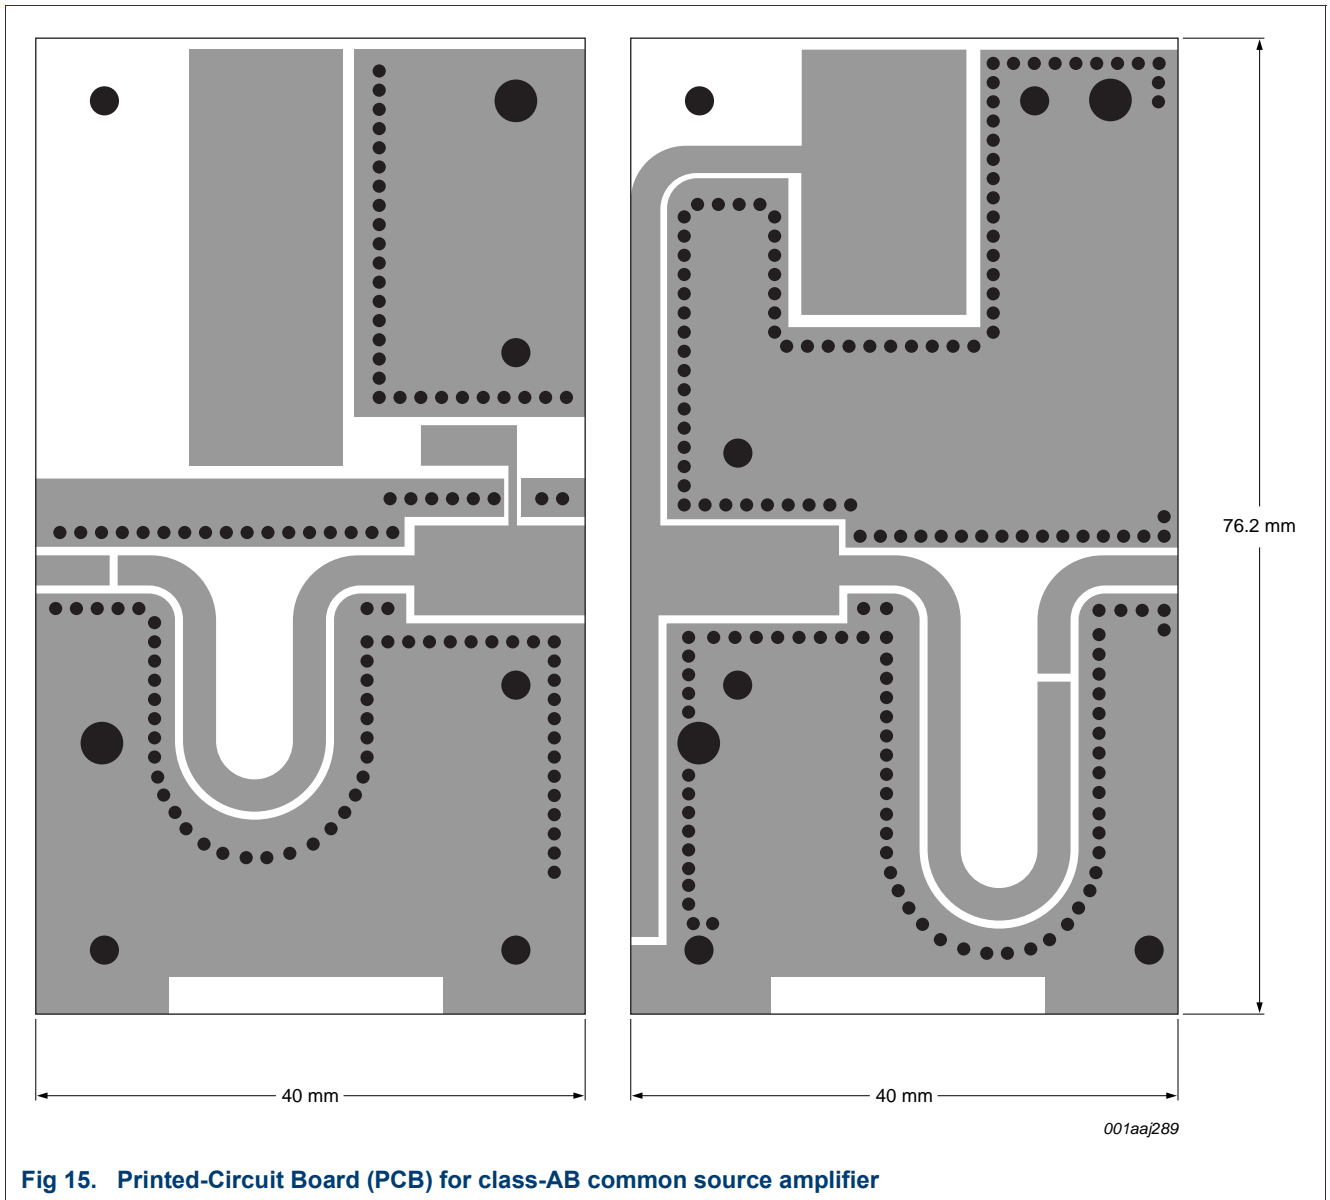 76.2 mm
40 mm
40 mm
001aaj289
Fig 15. Printed-Circuit Board (PCB) for class-AB common source amplifier